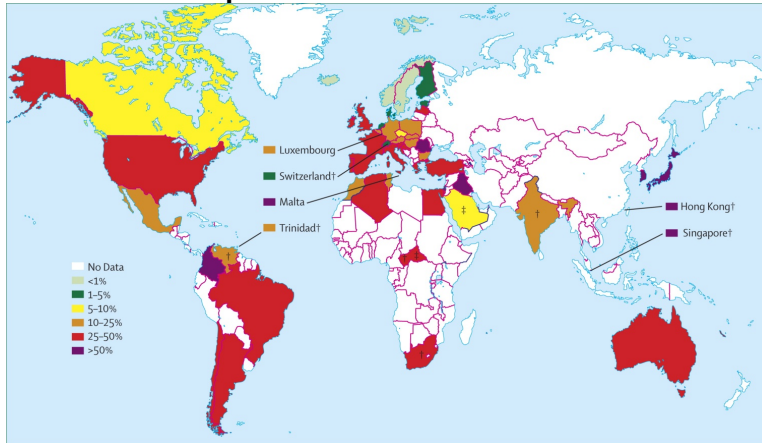 Luxembourg
Switzerland†
Malta
Trinidad†
Hong Kong†
Singapore†
No Data
<1%
1–5%
5–10%
10–25%
25–50%
>50%
†
‡
†
‡
†